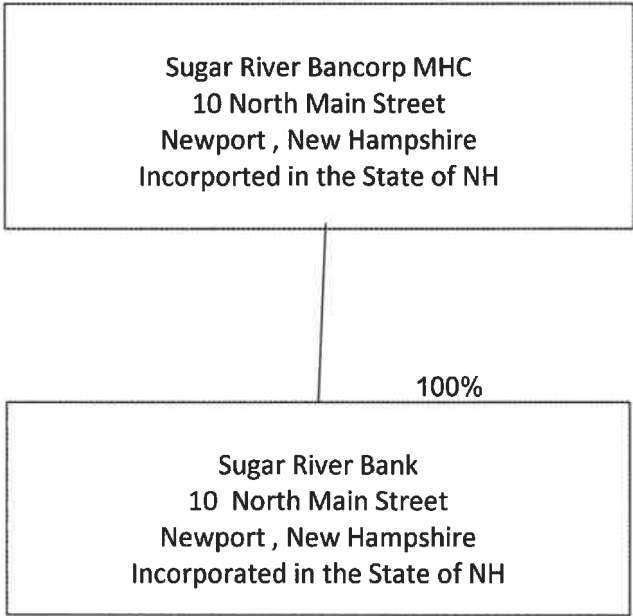 Sugar River Bancorp MHC
10 North Main Street
Newport , New Hampshire
Incorported in the State of NH
100%
Sugar River Bank
10 North Main Street
Newport , New Hampshire
Incorporated in the State of NH